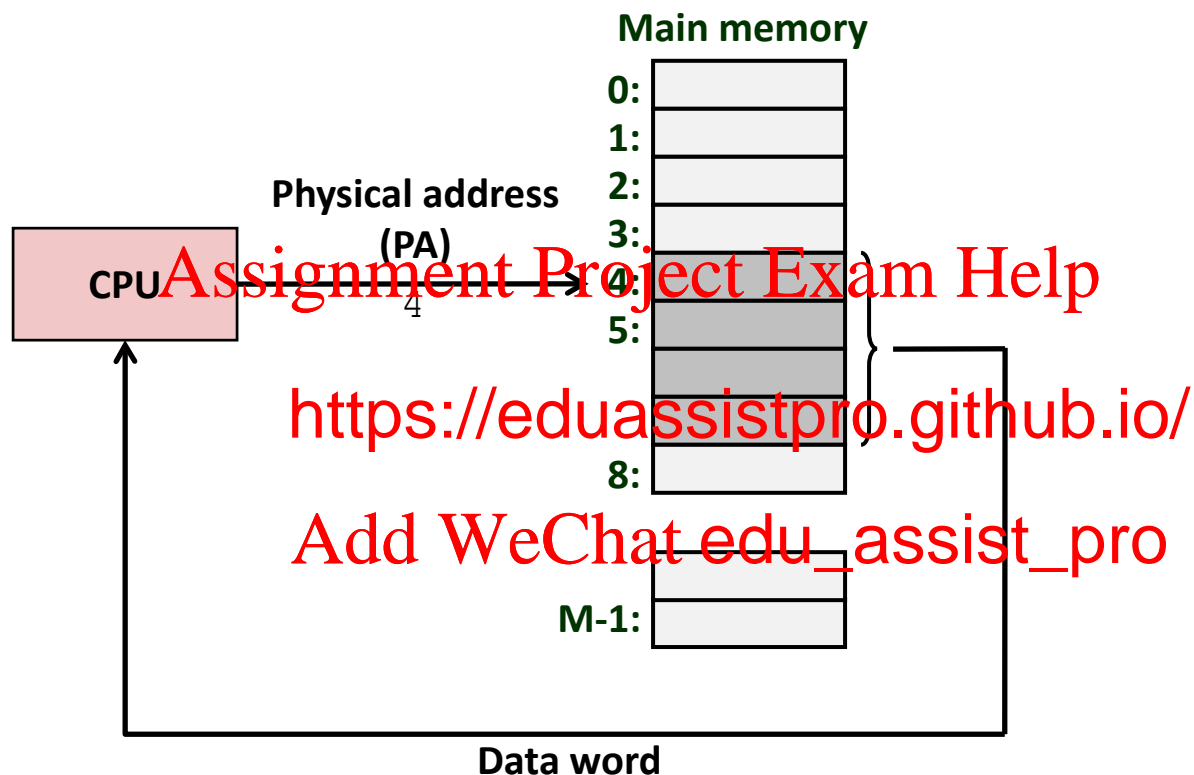 Main memory
0:
1:
2:
Physical address
(PA)
3:
CPU
Assignment Project Exam Help
4:
4
5:
https://eduassistpro.github.io/
8:
Add WeChat edu_assist_pro
M-1:
Data word